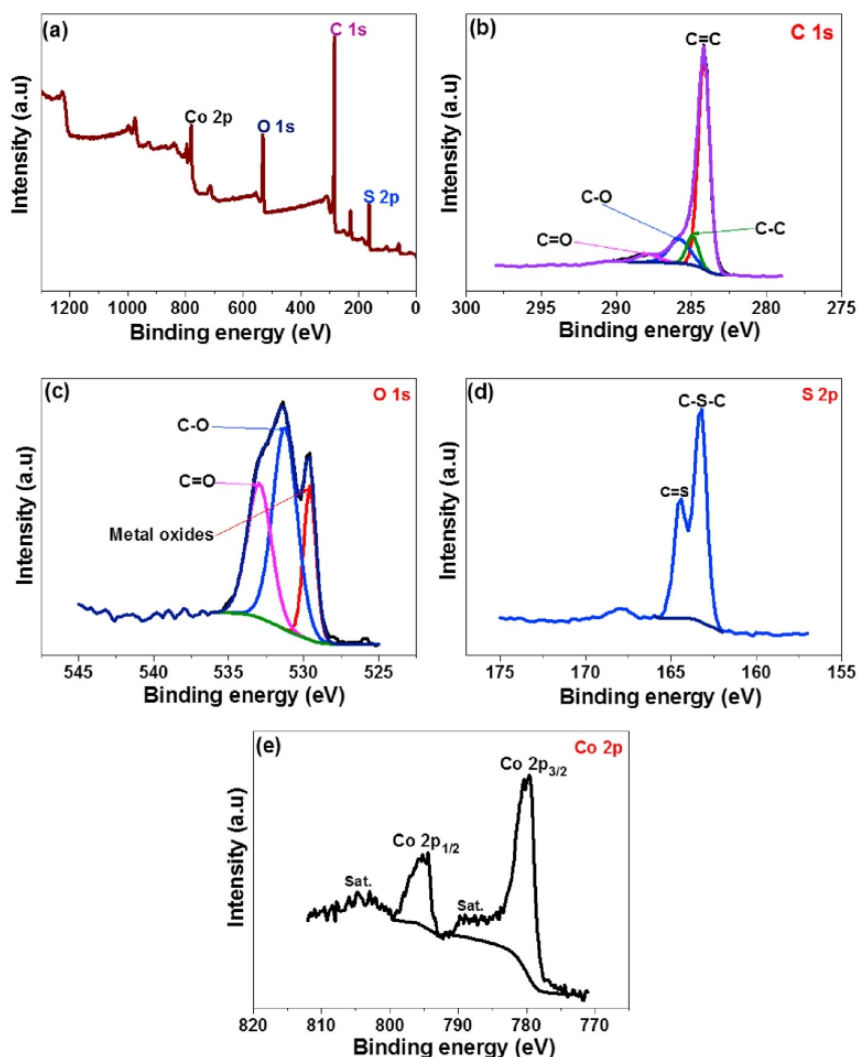 (a)
C 1s
Co 2p
O 1s
S 2p
Intensity (a.u)
1200 1000 800 600 400 200 0
Binding energy (eV)
(b)
C=C
C 1s
C-O
C=O
C-C
Intensity (a.u)
300 295 290 285 280 275
Binding energy (eV)
(c)
O 1s
C-O
C=O
Metal oxides
Intensity (a.u)
545 540 535 530 525
Binding energy (eV)
(d)
S 2p
C-S-C
C=S
Intensity (a.u)
175 170 165 160 155
Binding energy (eV)
(e)
Co 2p
Co 2p3/2
Co 2p1/2
Sat.
Sat.
Intensity (a.u)
820 810 800 790 780 770
Binding energy (eV)